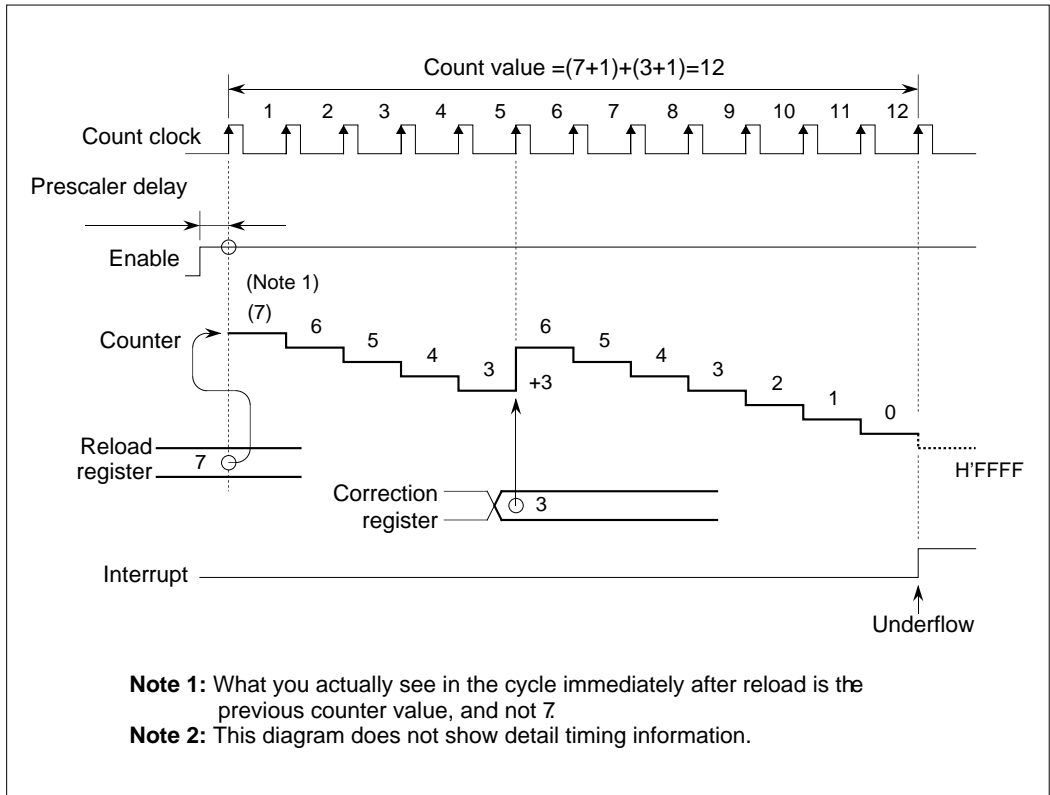 Count value =(7+1)+(3+1)=12
1 2 3 4 5 6 7 8 9 10 11 12
Count clock
Prescaler delay
Enable
(Note 1)
(7)
Counter
6 5 4 3 +3 6 5 4 3 2 1 0
Reload
register
7
H'FFFF
Correction
register
3
Interrupt
Underflow
Note 1: What you actually see in the cycle immediately after reload is the
previous counter value, and not 7.
Note 2: This diagram does not show detail timing information.